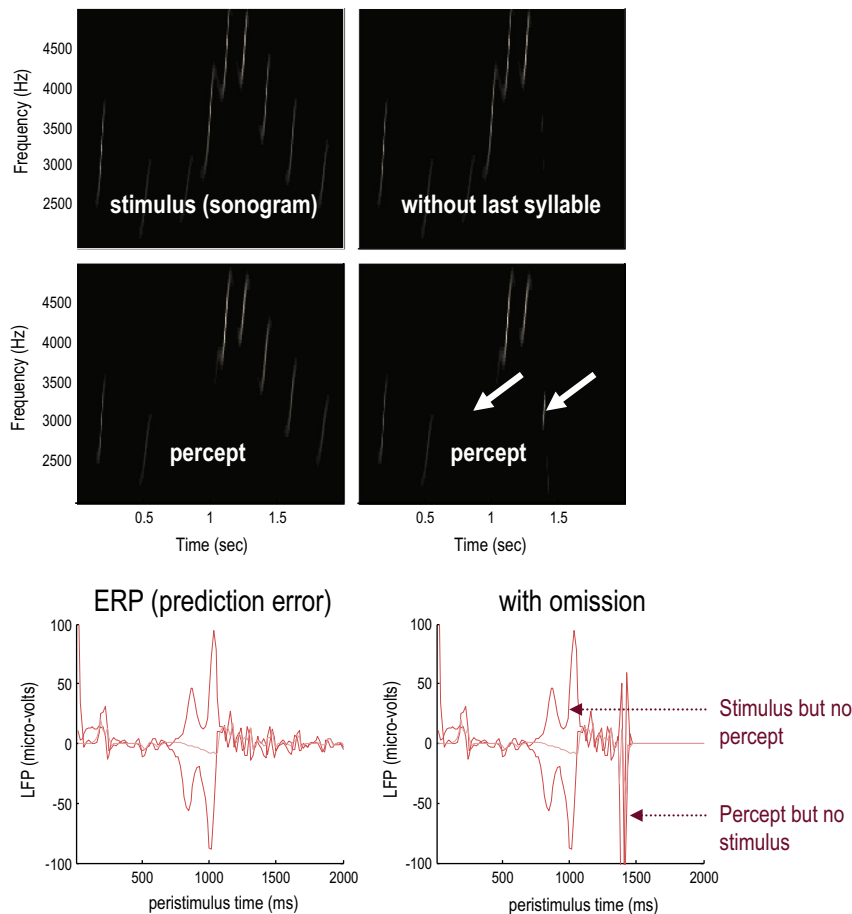 Frequency (Hz)
4500
4000
3500
3000
2500
stimulus (sonogram)
without last syllable
Frequency (Hz)
4500
4000
3500
3000
2500
percept
percept
0.5
1
1.5
Time (sec)
0.5
1
1.5
Time (sec)
ERP (prediction error)
LFP (micro-volts)
100
50
0
-50
-100
500
1000
1500
2000
peristimulus time (ms)
with omission
LFP (micro-volts)
100
50
0
-50
-100
500
1000
1500
2000
peristimulus time (ms)
Stimulus but no
percept
Percept but no
stimulus